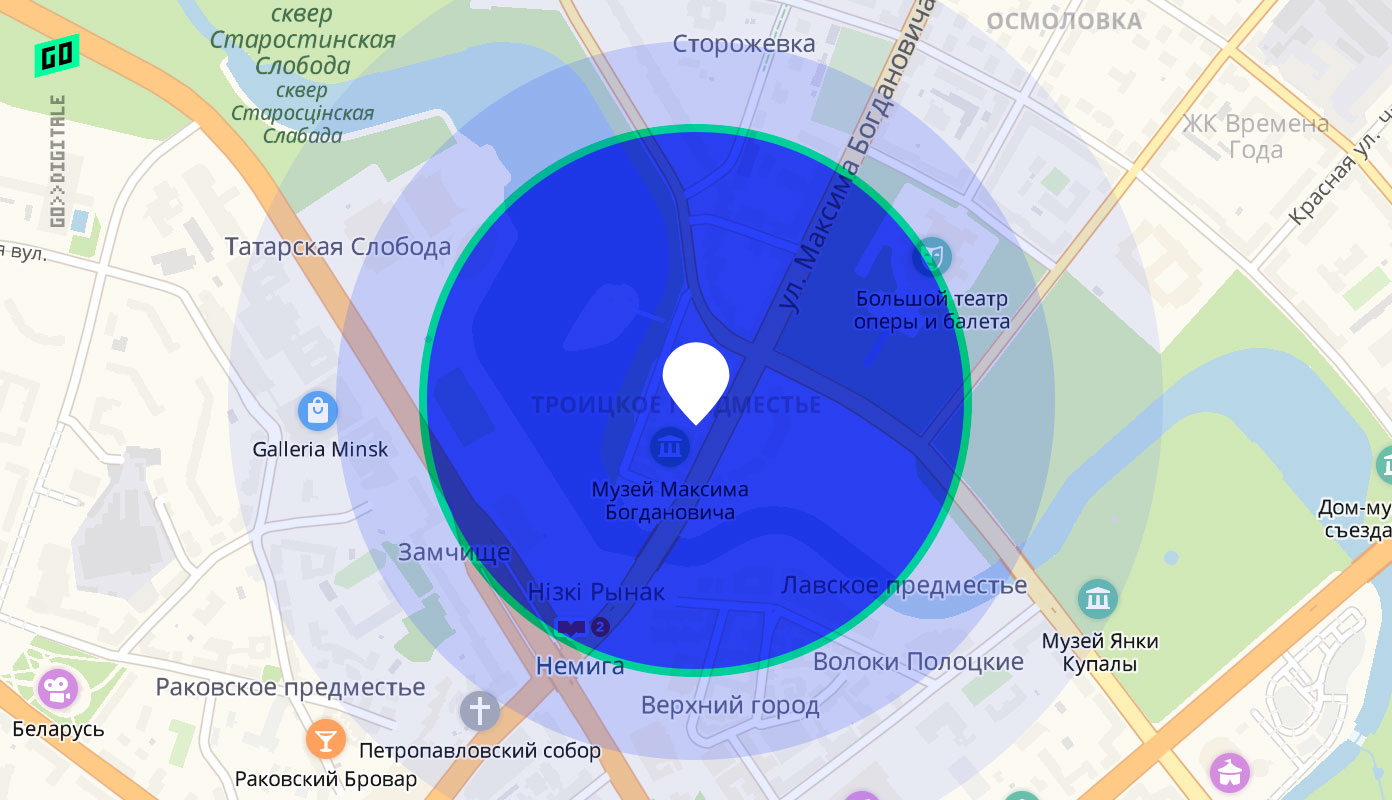 сквер
Старостинская
Слобода
сквер
Старосцінская
Слабада
GO
GO>>DIGITALE
Сторожевка
ОСМОЛОВКА
ул. Максима Богдановича
ЖК Времена
Года
Красная ул.
я вул.
Татарская Слобода
Большой театр
оперы и балета
ТРОИЦКОЕ ПРЕДМЕСТЬЕ
Galleria Minsk
Музей Максима
Богдановича
Дом-му
съезда
Замчище
Нізкі Рынак
Лавское предместье
2
Немига
Музей Янки
Купалы
Волоки Полоцкие
Раковское предместье
Верхний город
Беларусь
Петропавловский собор
Раковский Бровар